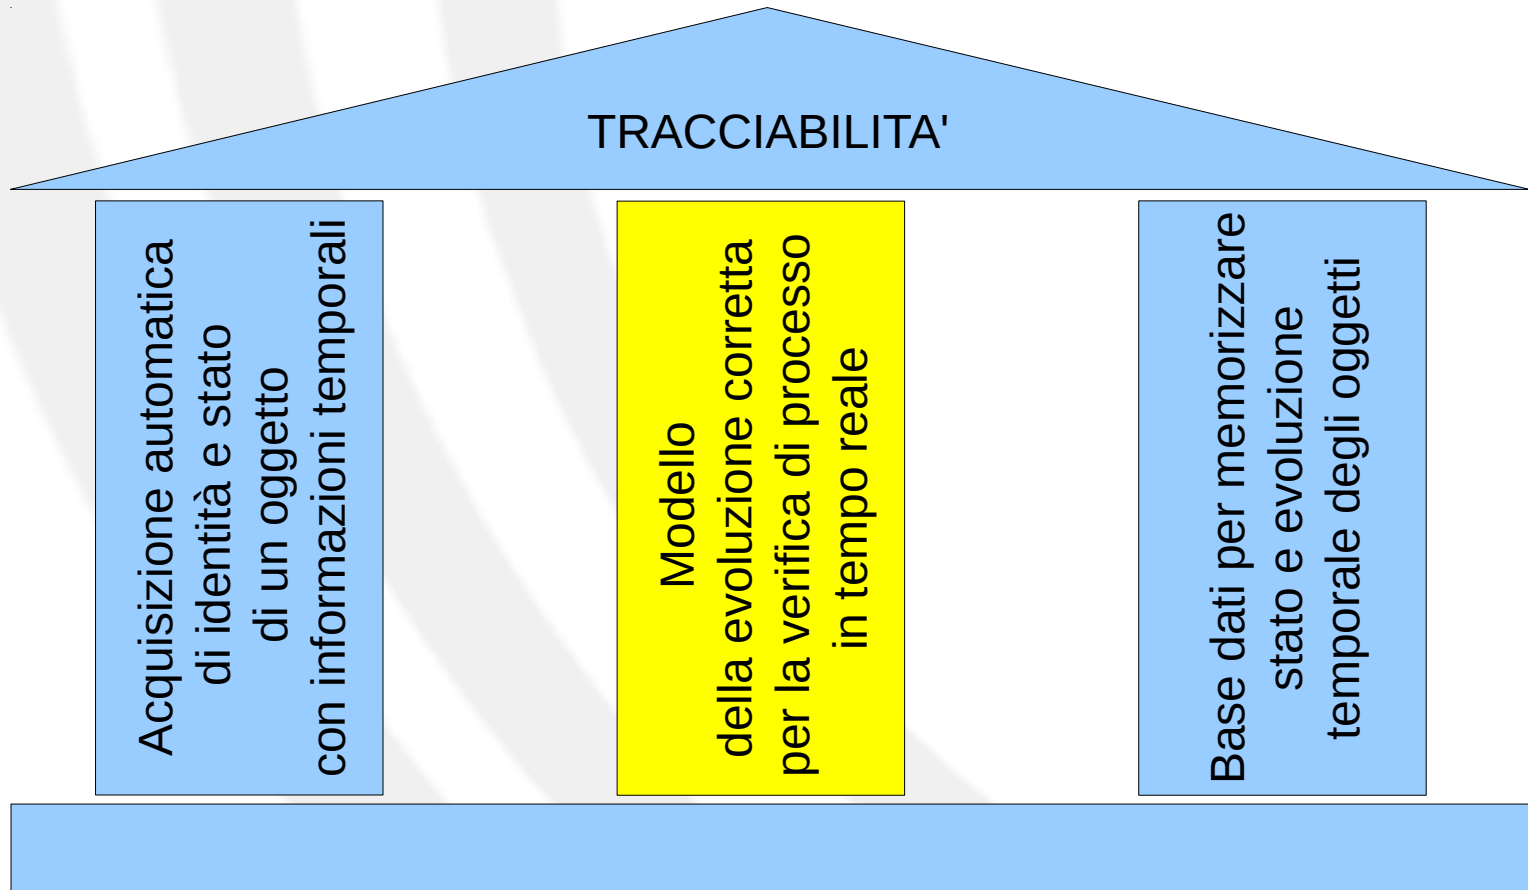 TRACCIABILITA'
Acquisizione automatica
di identità e stato
di un oggetto
con informazioni temporali
Modello
della evoluzione corretta
per la verifica di processo
in tempo reale
Base dati per memorizzare
stato e evoluzione
temporale degli oggetti